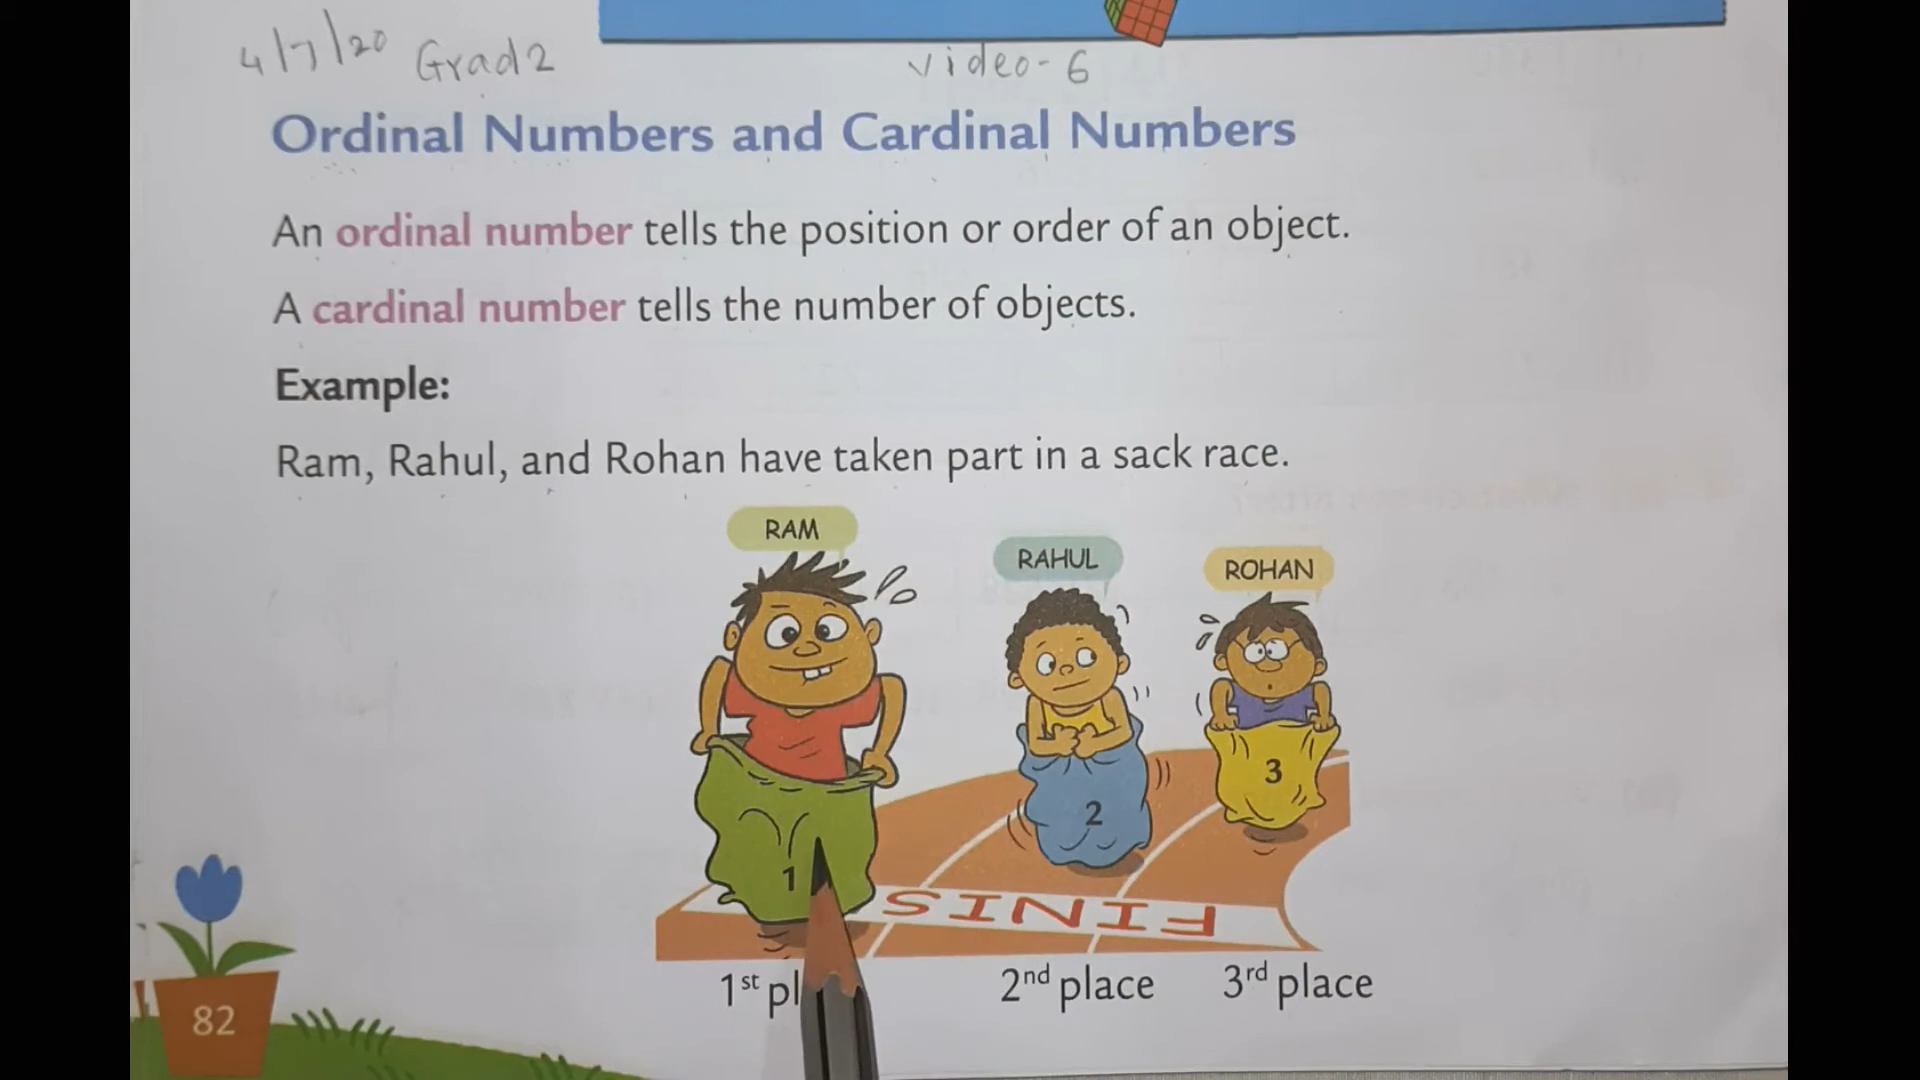 4/7/20 Grad2 video-6
Ordinal Numbers and Cardinal Numbers
An ordinal number tells the position or order of an object.
A cardinal number tells the number of objects.
Example:
Ram, Rahul, and Rohan have taken part in a sack race.
RAM
RAHUL
ROHAN
3
2
1
FINIS
1st pl
2nd place
3rd place
82